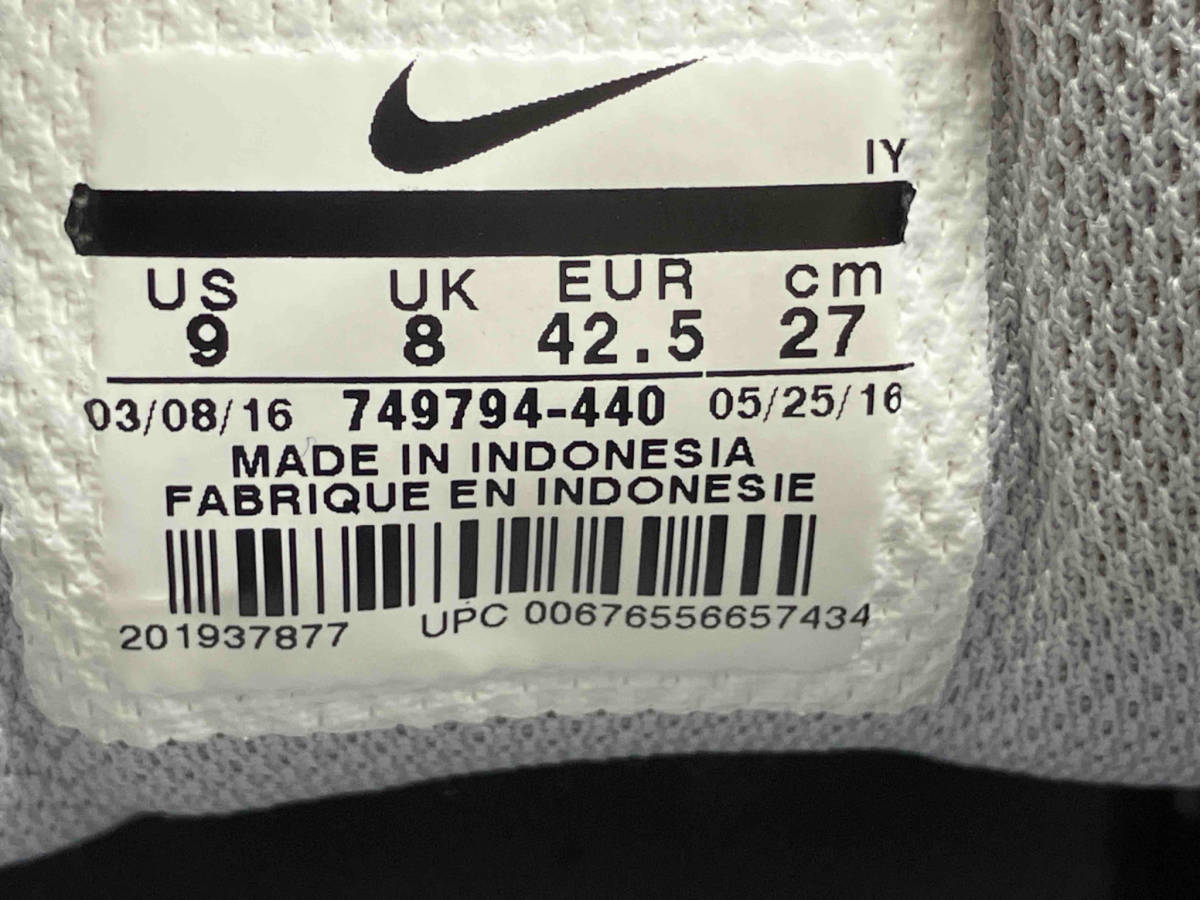 IY
US UK EUR cm
9 8 42.5 27
03/08/16 749794-440 05/25/16
MADE IN INDONESIA
FABRIQUE EN INDONESIE
201937877 UPC 00676556657434